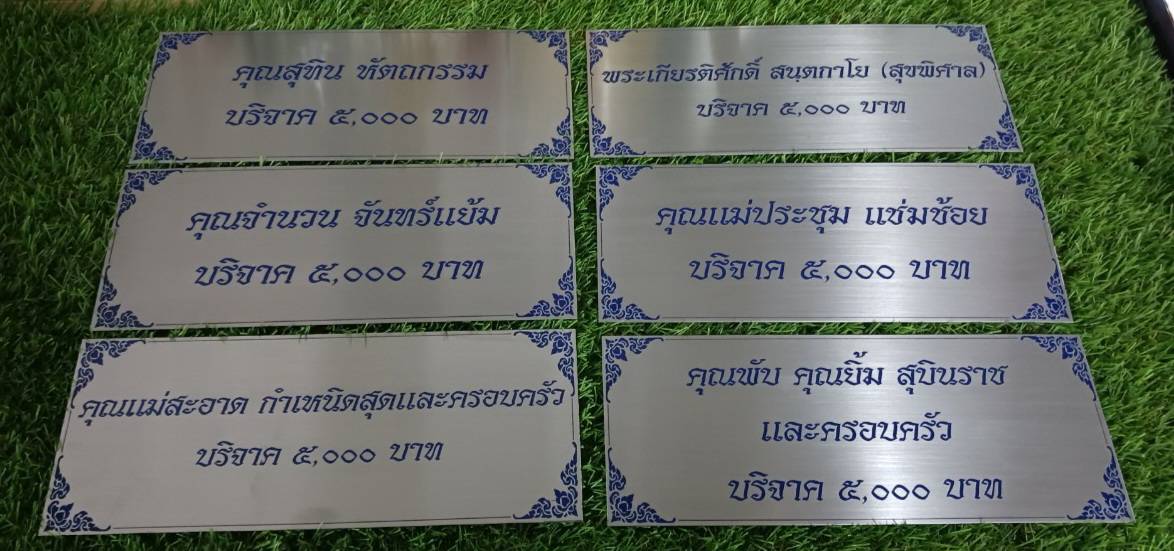 คุณสุทิน หัตถกรรม
บริจาค ๕,๐๐๐ บาท
พระเกียรติศักดิ์ สนฺตกาโย (สุขพิศาล)
บริจาค ๕,๐๐๐ บาท
คุณจำนวน จันทร์แย้ม
บริจาค ๕,๐๐๐ บาท
คุณแม่ประชุม แช่มช้อย
บริจาค ๕,๐๐๐ บาท
คุณแม่สะอาด กำเหนิดสุดและครอบครัว
บริจาค ๕,๐๐๐ บาท
คุณพับ คุณยิ้ม สุบินราช
และครอบครัว
บริจาค ๕,๐๐๐ บาท